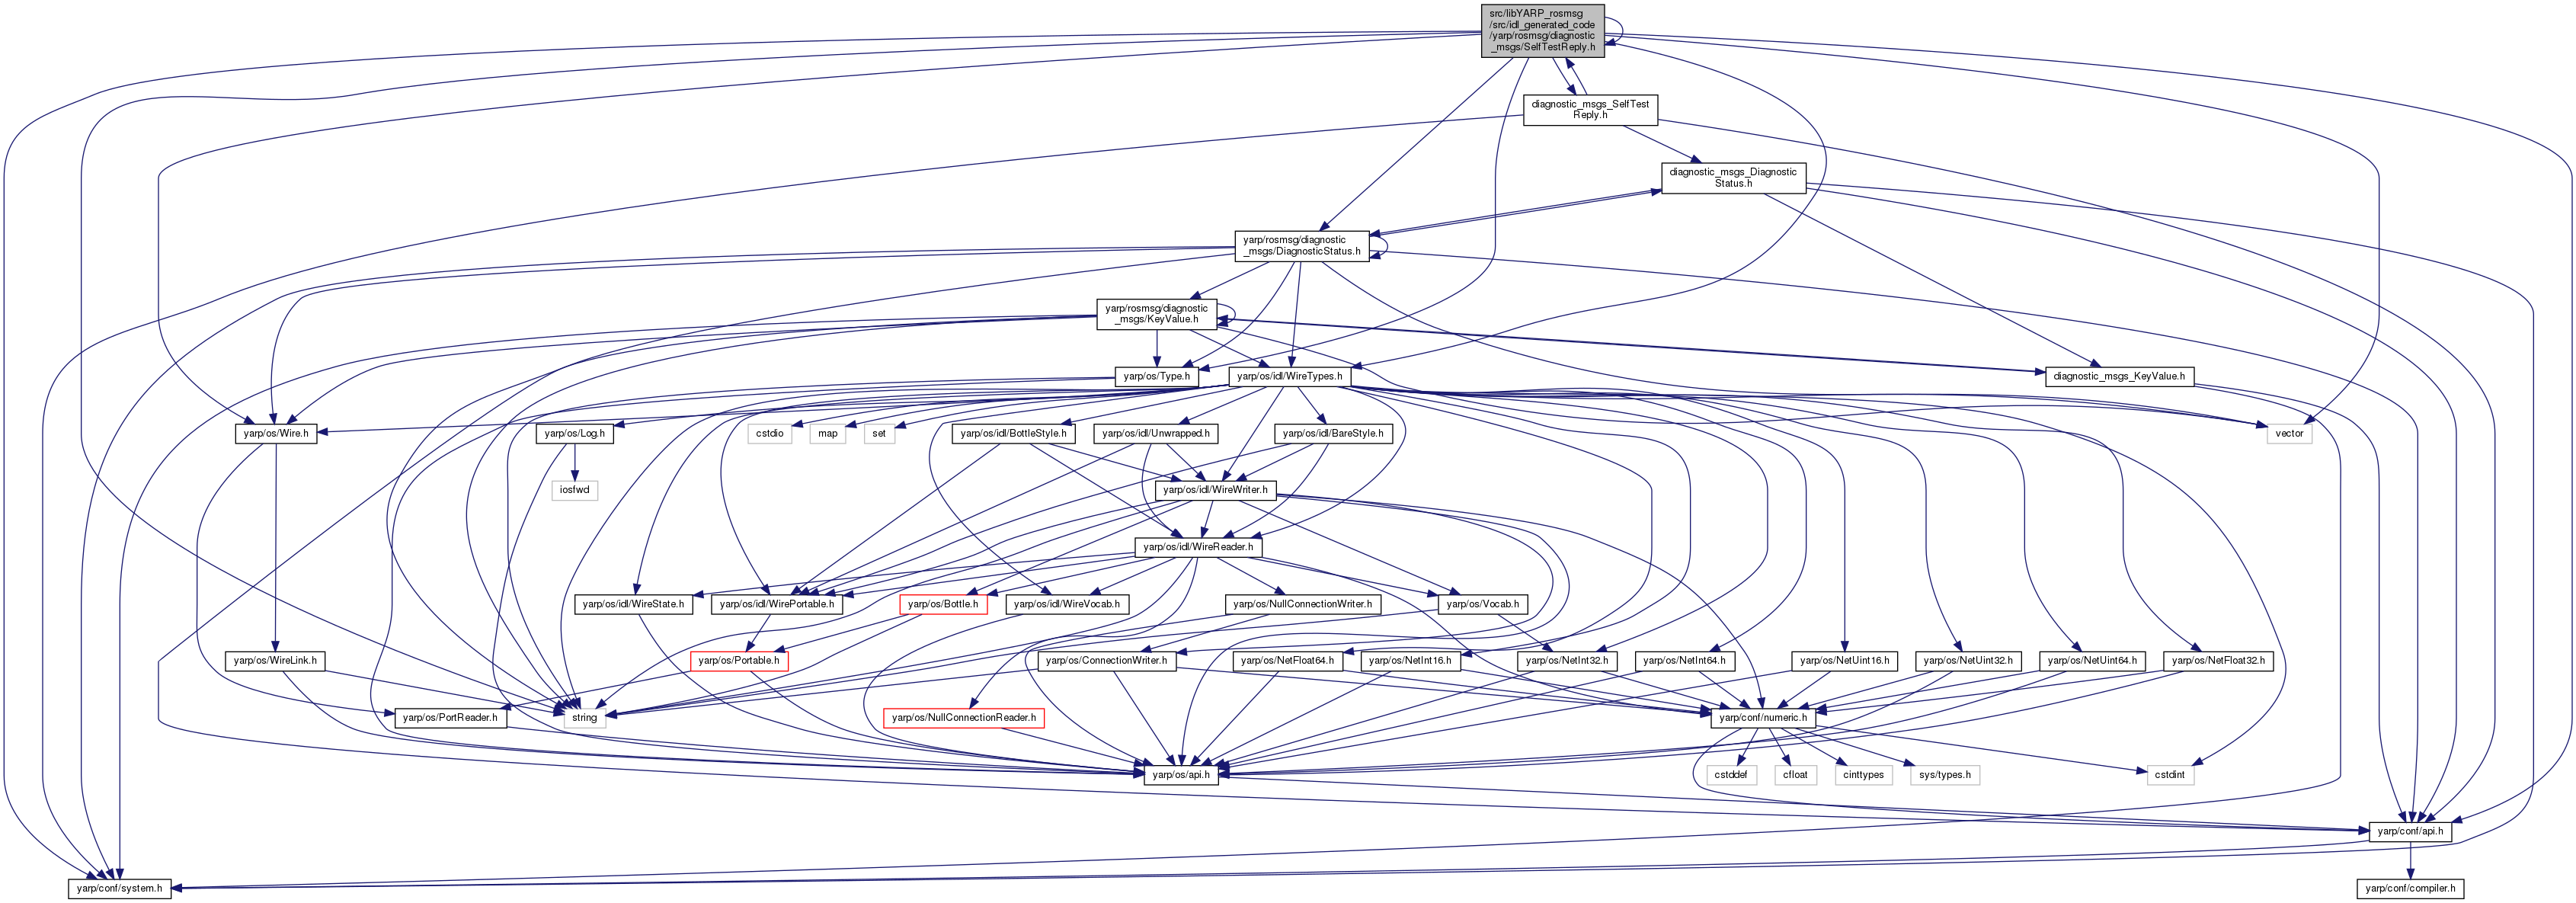 src/libYARP_rosmsg
/src/idl_generated_code
/yarp/rosmsg/diagnostic
_msgs/SelfTestReply.h
diagnostic_msgs_SelfTest
Reply.h
diagnostic_msgs_Diagnostic
Status.h
yarp/rosmsg/diagnostic
_msgs/DiagnosticStatus.h
yarp/rosmsg/diagnostic
_msgs/KeyValue.h
yarp/os/Type.h
yarp/os/idl/WireTypes.h
diagnostic_msgs_KeyValue.h
yarp/os/Wire.h
yarp/os/Log.h
cstdio
map
set
yarp/os/idl/BottleStyle.h
yarp/os/idl/Unwrapped.h
yarp/os/idl/BareStyle.h
vector
iosfwd
yarp/os/idl/WireWriter.h
yarp/os/idl/WireReader.h
yarp/os/idl/WireState.h
yarp/os/idl/WirePortable.h
yarp/os/Bottle.h
yarp/os/idl/WireVocab.h
yarp/os/NullConnectionWriter.h
yarp/os/Vocab.h
yarp/os/WireLink.h
yarp/os/Portable.h
yarp/os/ConnectionWriter.h
yarp/os/NetFloat64.h
yarp/os/NetInt16.h
yarp/os/NetInt32.h
yarp/os/NetInt64.h
yarp/os/NetUint16.h
yarp/os/NetUint32.h
yarp/os/NetUint64.h
yarp/os/NetFloat32.h
yarp/os/PortReader.h
string
yarp/os/NullConnectionReader.h
yarp/conf/numeric.h
yarp/os/api.h
cstddef
cfloat
cinttypes
sys/types.h
cstdint
yarp/conf/api.h
yarp/conf/system.h
yarp/conf/compiler.h